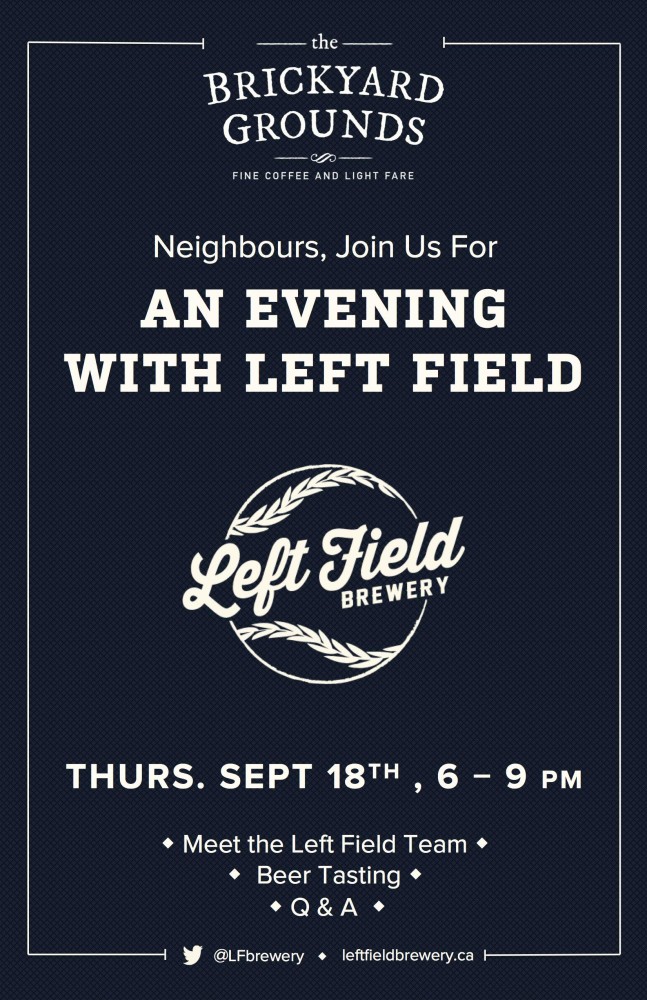 the
BRICKYARD
GROUNDS
FINE COFFEE AND LIGHT FARE
Neighbours, Join Us For
AN EVENING
WITH LEFT FIELD
Left Field
BREWERY
THURS. SEPT 18TH , 6 – 9 PM
◆ Meet the Left Field Team ◆
◆ Beer Tasting ◆
◆ Q & A ◆
@LFbrewery ◆ leftfieldbrewery.ca